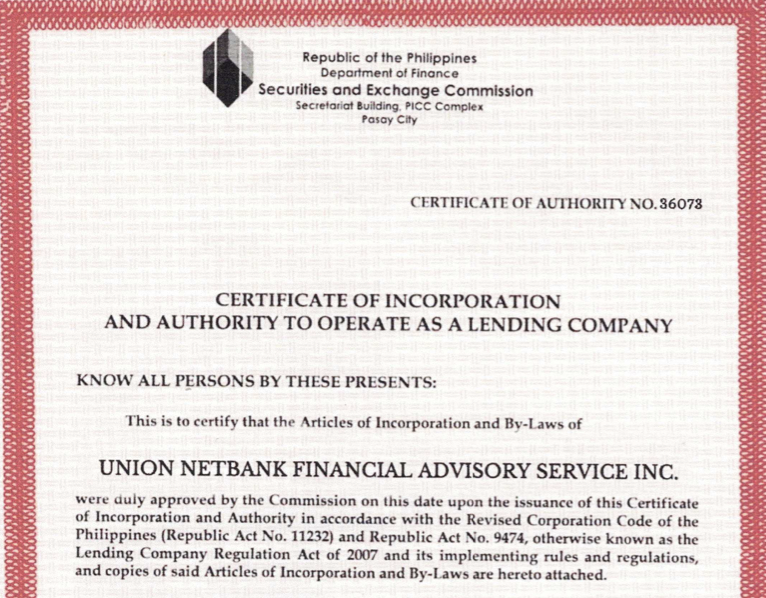 Republic of the Philippines
Department of Finance
Securities and Exchange Commission
Secretariat Building, PICC Complex
Pasay City
CERTIFICATE OF AUTHORITY NO. 36073
CERTIFICATE OF INCORPORATION
AND AUTHORITY TO OPERATE AS A LENDING COMPANY
KNOW ALL PERSONS BY THESE PRESENTS:
This is to certify that the Articles of Incorporation and By-Laws of
UNION NETBANK FINANCIAL ADVISORY SERVICE INC.
were duly approved by the Commission on this date upon the issuance of this Certificate
of Incorporation and Authority in accordance with the Revised Corporation Code of the
Philippines (Republic Act No. 11232) and Republic Act No. 9474, otherwise known as the
Lending Company Regulation Act of 2007 and its implementing rules and regulations,
and copies of said Articles of Incorporation and By-Laws are hereto attached.